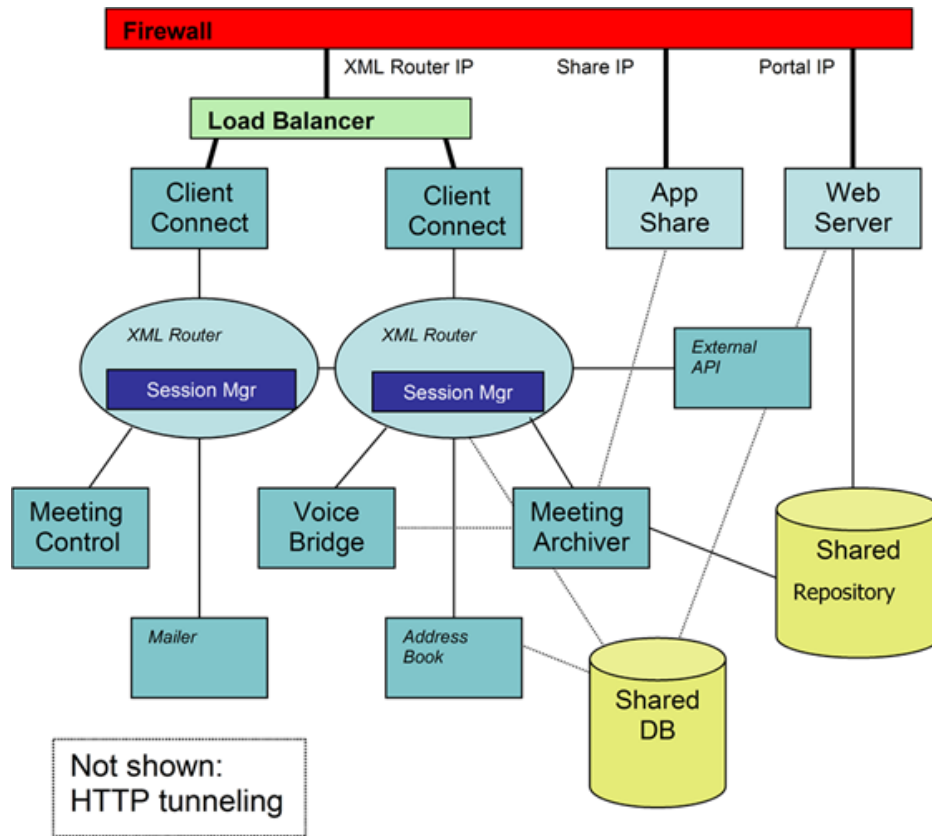 Firewall
XML Router IP
Share IP
Portal IP
Load Balancer
Client
Connect
Client
Connect
App
Share
Web
Server
XML Router
Session Mgr
XML Router
Session Mgr
External
API
Meeting
Control
Voice
Bridge
Meeting
Archiver
Shared
Repository
Mailer
Address
Book
Shared
DB
Not shown:
HTTP tunneling